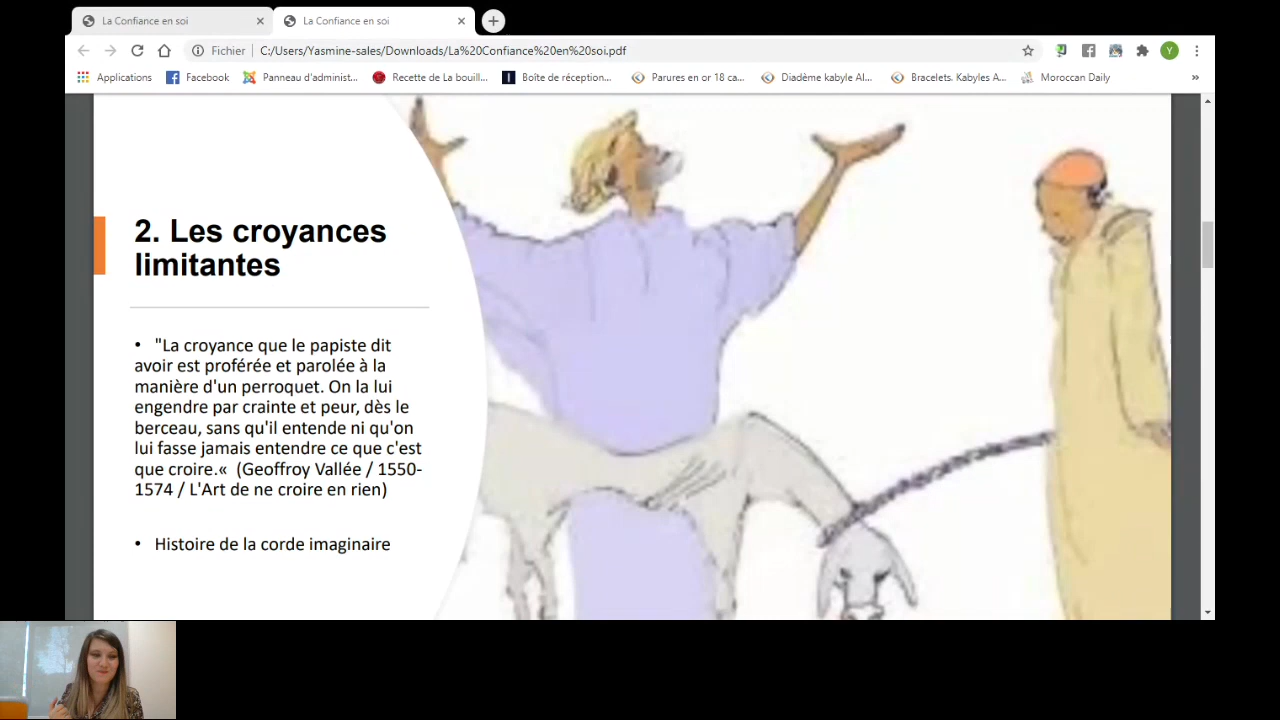 La Confiance en soi
La Confiance en soi
Fichier C:/Users/Yasmine-sales/Downloads/La%20Confiance%20en%20soi.pdf
Y
Applications Facebook Panneau d'administ... Recette de La bouill... Boîte de réception... Parures en or 18 ca... Diadème kabyle Al... Bracelets. Kabyles A... Moroccan Daily »
2. Les croyances
limitantes
• "La croyance que le papiste dit
avoir est proférée et parolée à la
manière d'un perroquet. On la lui
engendre par crainte et peur, dès le
berceau, sans qu'il entende ni qu'on
lui fasse jamais entendre ce que c'est
que croire.« (Geoffroy Vallée / 1550-
1574 / L'Art de ne croire en rien)
• Histoire de la corde imaginaire